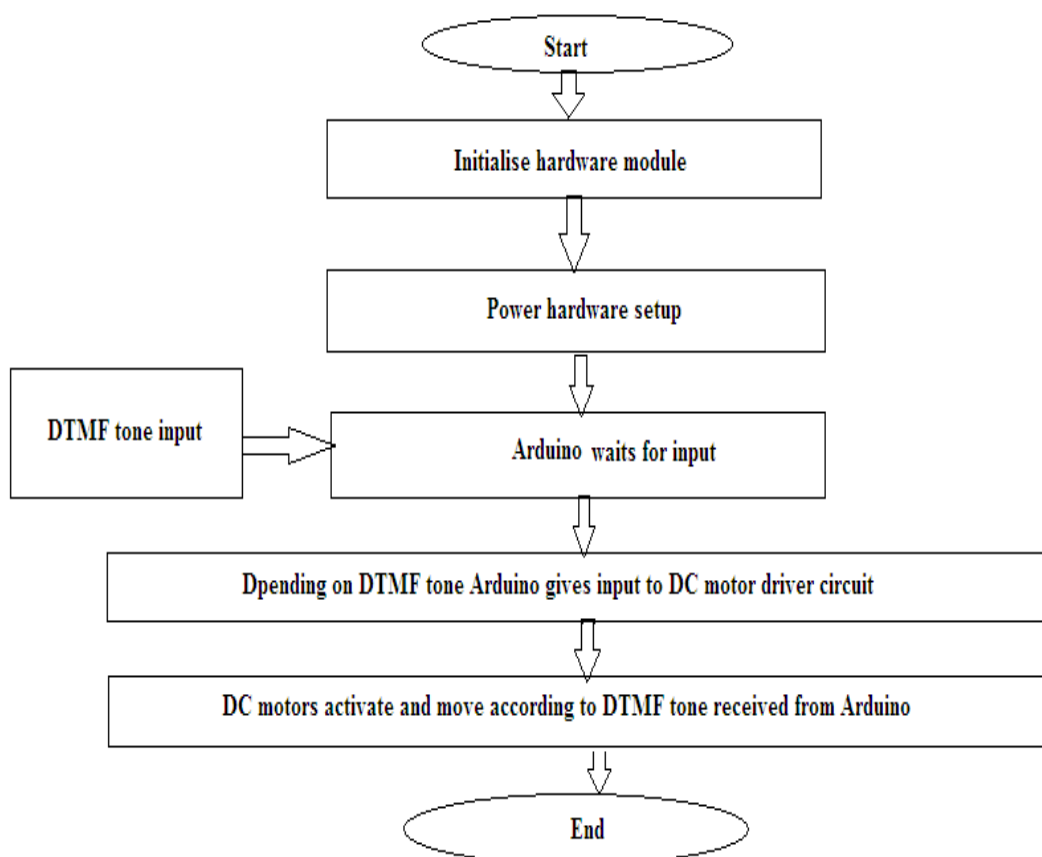 Start
Initialise hardware module
Power hardware setup
DTMF tone input
Arduino waits for input
Dpending on DTMF tone Arduino gives input to DC motor driver circuit
DC motors activate and move according to DTMF tone received from Arduino
End